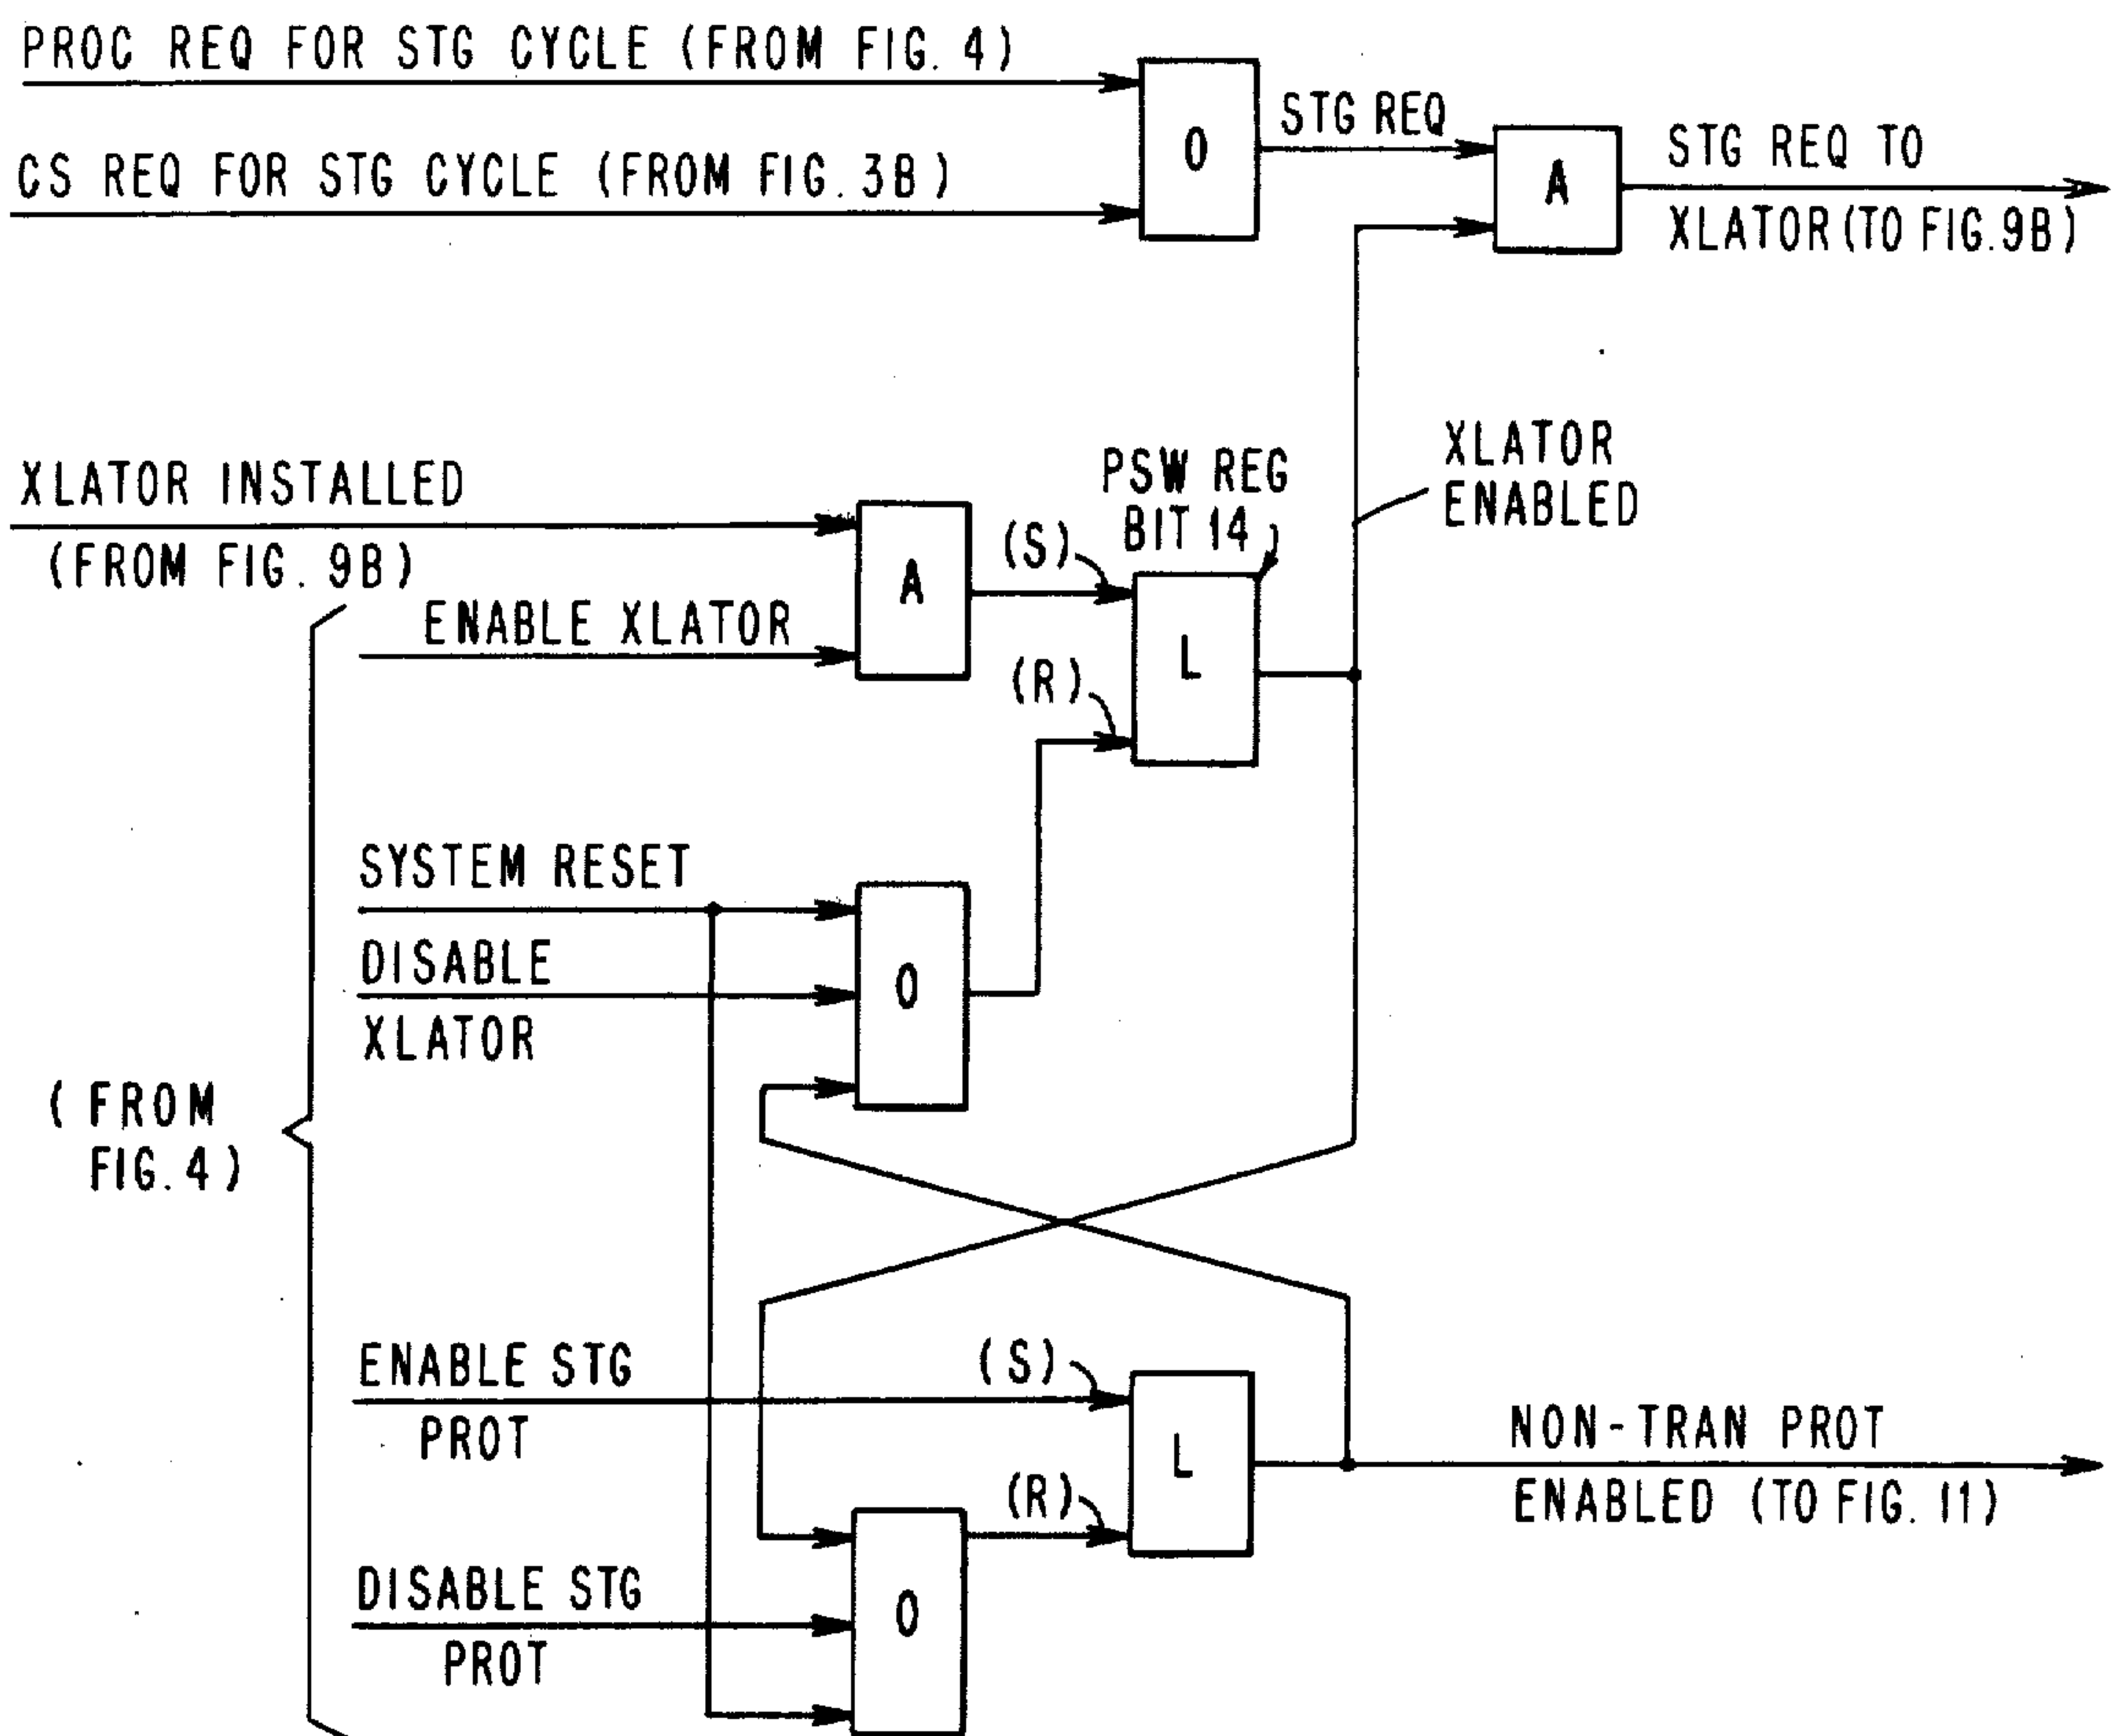 PROC REQ FOR STG CYCLE (FROM FIG. 4)
O
STG REQ
CS REQ FOR STG CYCLE (FROM FIG. 3B)
A
STG REQ TO
XLATOR (TO FIG. 9B)
XLATOR INSTALLED
(FROM FIG. 9B)
ENABLE XLATOR
A
(S)
PSW REG
BIT 14
L
(R)
XLATOR
ENABLED
SYSTEM RESET
DISABLE
XLATOR
O
(FROM
FIG. 4)
ENABLE STG
PROT
(S)
L
(R)
NON-TRAN PROT
ENABLED (TO FIG. 11)
DISABLE STG
PROT
O